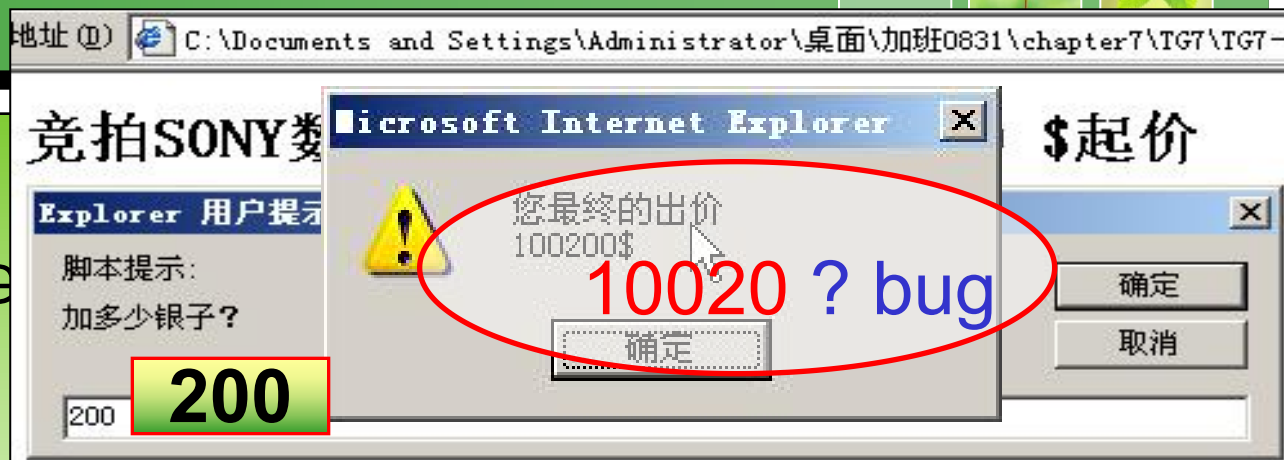 地址(D) C:\Documents and Settings\Administrator\桌面\加班0831\chapter7\TG7\TG7-
竞拍SONY数 $起价
Microsoft Internet Explorer
Explorer 用户提示
您最终的出价
100200$
脚本提示:
加多少银子?
10020 ? bug
确定
确定
取消
200
200